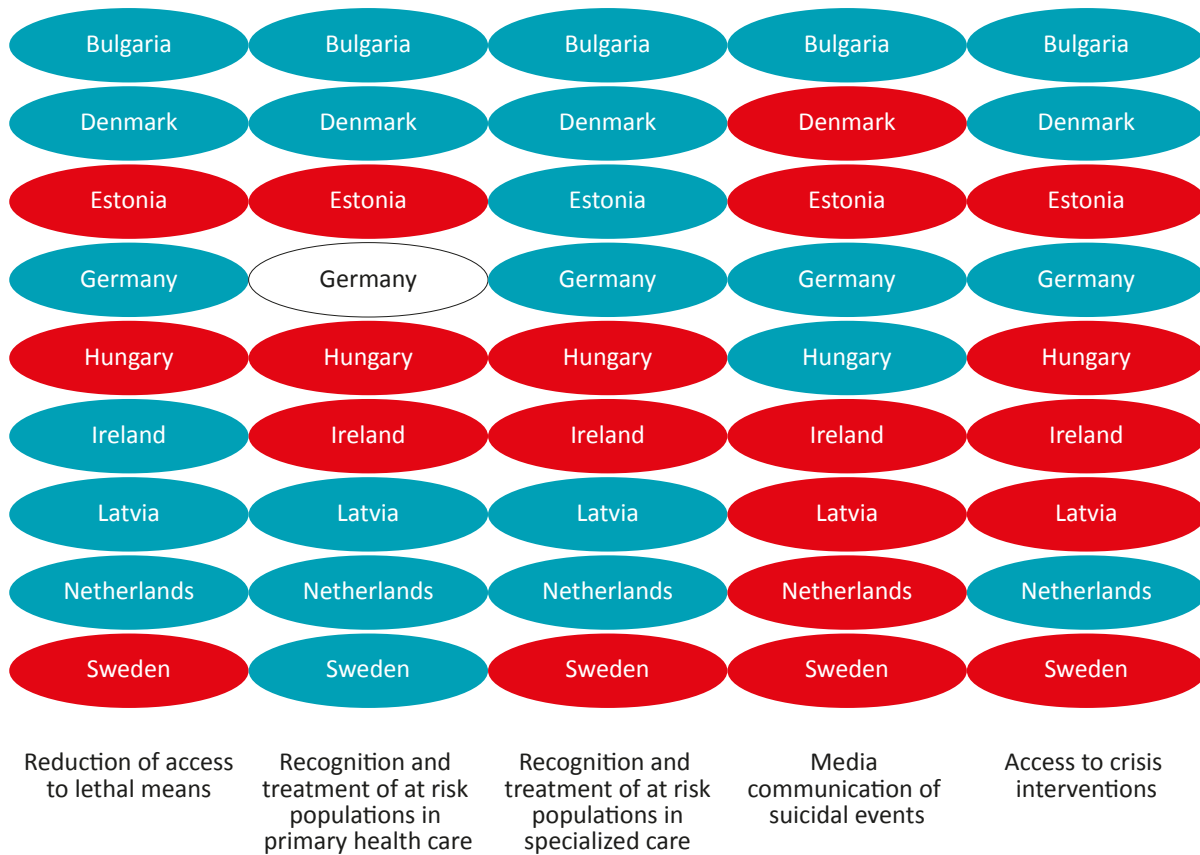 Bulgaria Bulgaria Bulgaria Bulgaria Bulgaria
Denmark Denmark Denmark Denmark Denmark
Estonia Estonia Estonia Estonia Estonia
Germany Germany Germany Germany Germany
Hungary Hungary Hungary Hungary Hungary
Ireland Ireland Ireland Ireland Ireland
Latvia Latvia Latvia Latvia Latvia
Netherlands Netherlands Netherlands Netherlands Netherlands
Sweden Sweden Sweden Sweden Sweden
Reduction of access
to lethal means
Recognition and
treatment of at risk
populations in
primary health care
Recognition and
treatment of at risk
populations in
specialized care
Media
communication of
suicidal events
Access to crisis
interventions